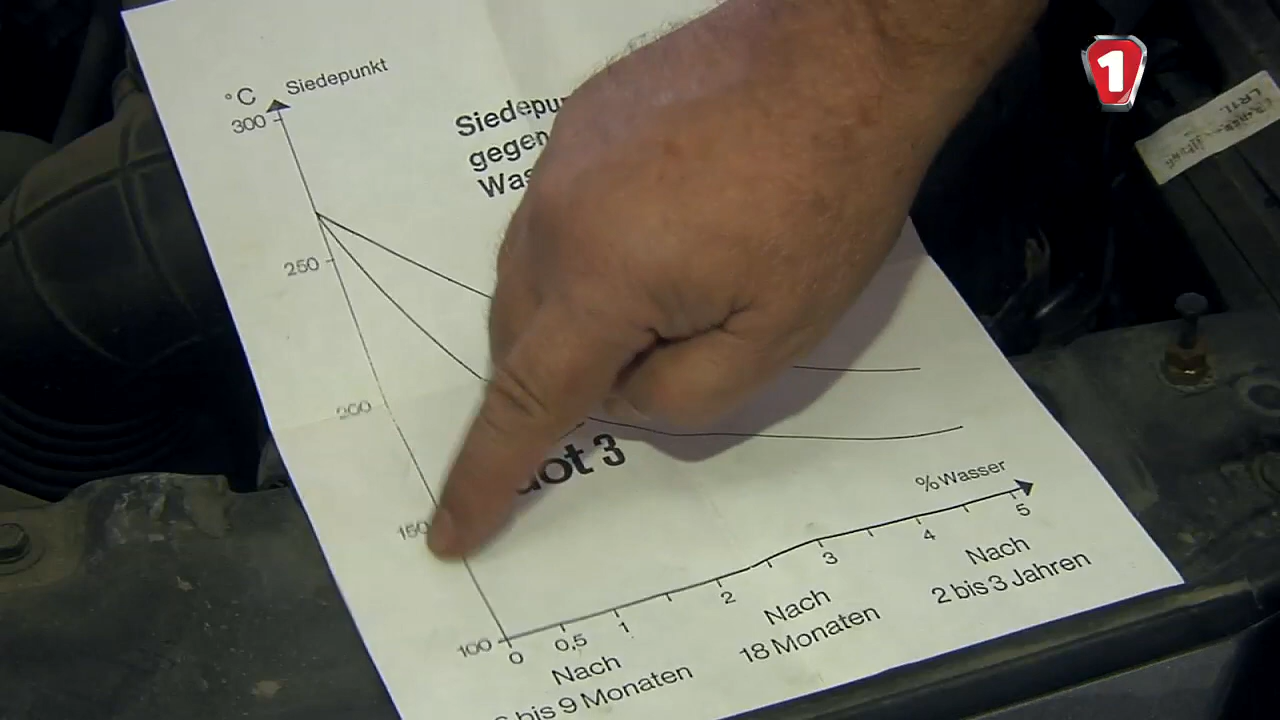 1
°C Siedepunkt
300
Siedepu
gegen
Was
250
200
dot 3
150
%Wasser
100
0 0,5 1 2 3 4 5
Nach
bis 9 Monaten
Nach
18 Monaten
Nach
2 bis 3 Jahren